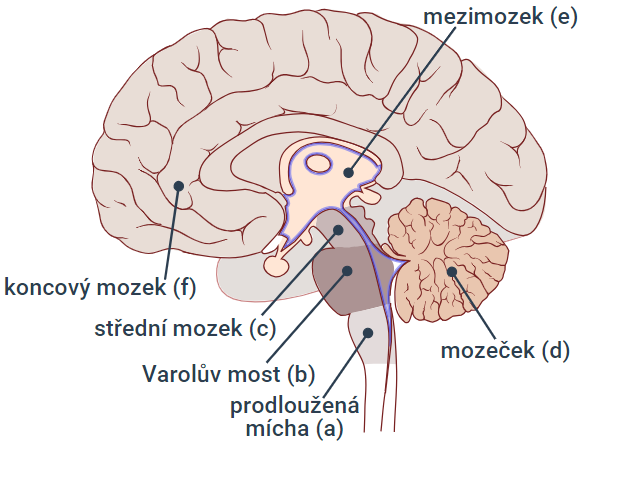 mezimozek (e)
koncový mozek (f)
střední mozek (c)
mozeček (d)
Varolův most (b)
prodloužená
mícha (a)